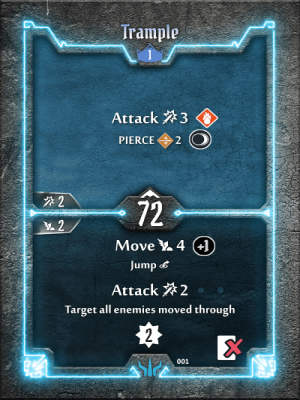 Trample
1
Attack 3
PIERCE 2
2
72
2
Move 4 +1
Jump
Attack 2
Target all enemies moved through
2
001